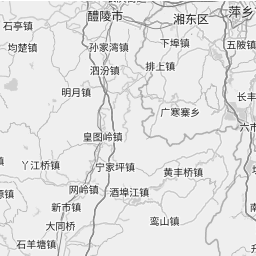 醴陵市
湘东区
萍乡
石亭镇
均楚镇
孙家湾镇
下埠镇
五陂镇
泗汾镇
排上镇
明月镇
长丰
广寒寨乡
六市
皇图岭镇
丫江桥镇
宁家坪镇
黄丰桥镇
网岭镇
酒埠江镇
新市镇
鸾山镇
大同桥
石羊塘镇